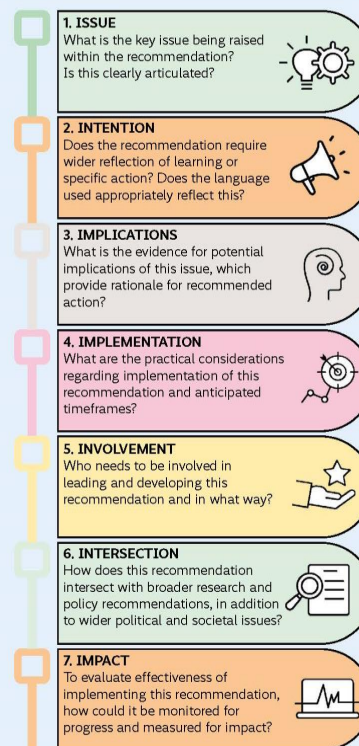 1. ISSUE
What is the key issue being raised
within the recommendation?
Is this clearly articulated?
2. INTENTION
Does the recommendation require
wider reflection of learning or
specific action? Does the language
used appropriately reflect this?
3. IMPLICATIONS
What is the evidence for potential
implications of this issue, which
provide rationale for recommended
action?
4. IMPLEMENTATION
What are the practical considerations
regarding implementation of this
recommendation and anticipated
timeframes?
5. INVOLVEMENT
Who needs to be involved in
leading and developing this
recommendation and in what way?
6. INTERSECTION
How does this recommendation
intersect with broader research and
policy recommendations, in addition
to wider political and societal issues?
7. IMPACT
To evaluate effectiveness of
implementing this recommendation,
how could it be monitored for
progress and measured for impact?